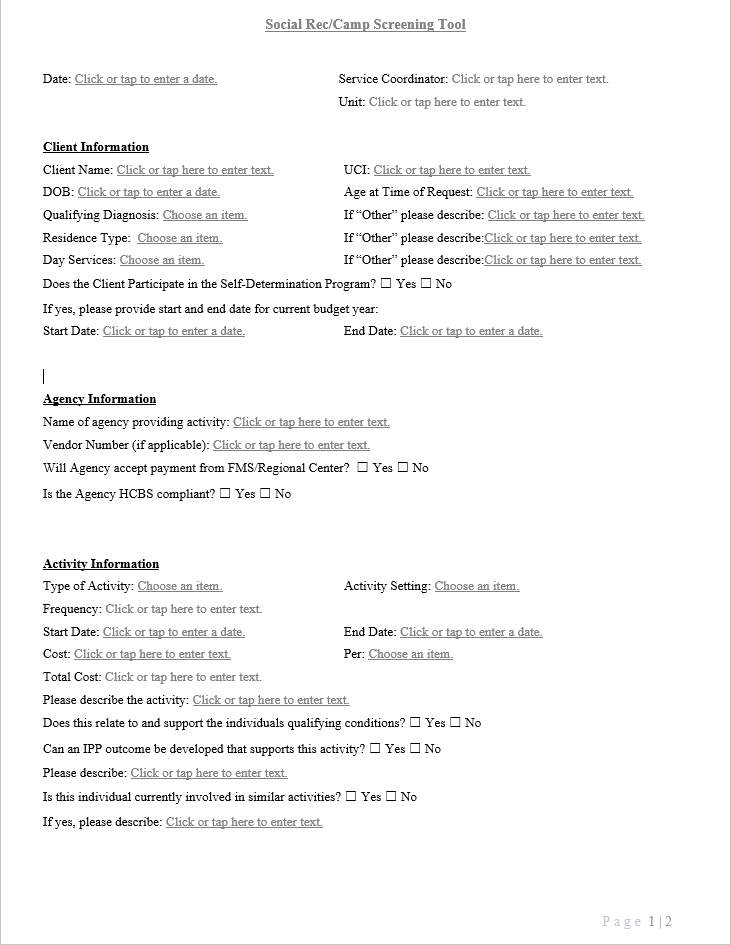 Social Rec/Camp Screening Tool
Date: Click or tap to enter a date. Service Coordinator: Click or tap here to enter text.
Unit: Click or tap here to enter text.
Client Information
Client Name: Click or tap here to enter text. UCI: Click or tap here to enter text.
DOB: Click or tap to enter a date. Age at Time of Request: Click or tap here to enter text.
Qualifying Diagnosis: Choose an item. If “Other” please describe: Click or tap here to enter text.
Residence Type: Choose an item. If “Other” please describe:Click or tap here to enter text.
Day Services: Choose an item. If “Other” please describe:Click or tap here to enter text.
Does the Client Participate in the Self-Determination Program? ☐ Yes ☐ No
If yes, please provide start and end date for current budget year:
Start Date: Click or tap to enter a date. End Date: Click or tap to enter a date.
Agency Information
Name of agency providing activity: Click or tap here to enter text.
Vendor Number (if applicable): Click or tap here to enter text.
Will Agency accept payment from FMS/Regional Center? ☐ Yes ☐ No
Is the Agency HCBS compliant? ☐ Yes ☐ No
Activity Information
Type of Activity: Choose an item. Activity Setting: Choose an item.
Frequency: Click or tap here to enter text.
Start Date: Click or tap to enter a date. End Date: Click or tap to enter a date.
Cost: Click or tap here to enter text. Per: Choose an item.
Total Cost: Click or tap here to enter text.
Please describe the activity: Click or tap here to enter text.
Does this relate to and support the individuals qualifying conditions? ☐ Yes ☐ No
Can an IPP outcome be developed that supports this activity? ☐ Yes ☐ No
Please describe: Click or tap here to enter text.
Is this individual currently involved in similar activities? ☐ Yes ☐ No
If yes, please describe: Click or tap here to enter text.
Page 1|2